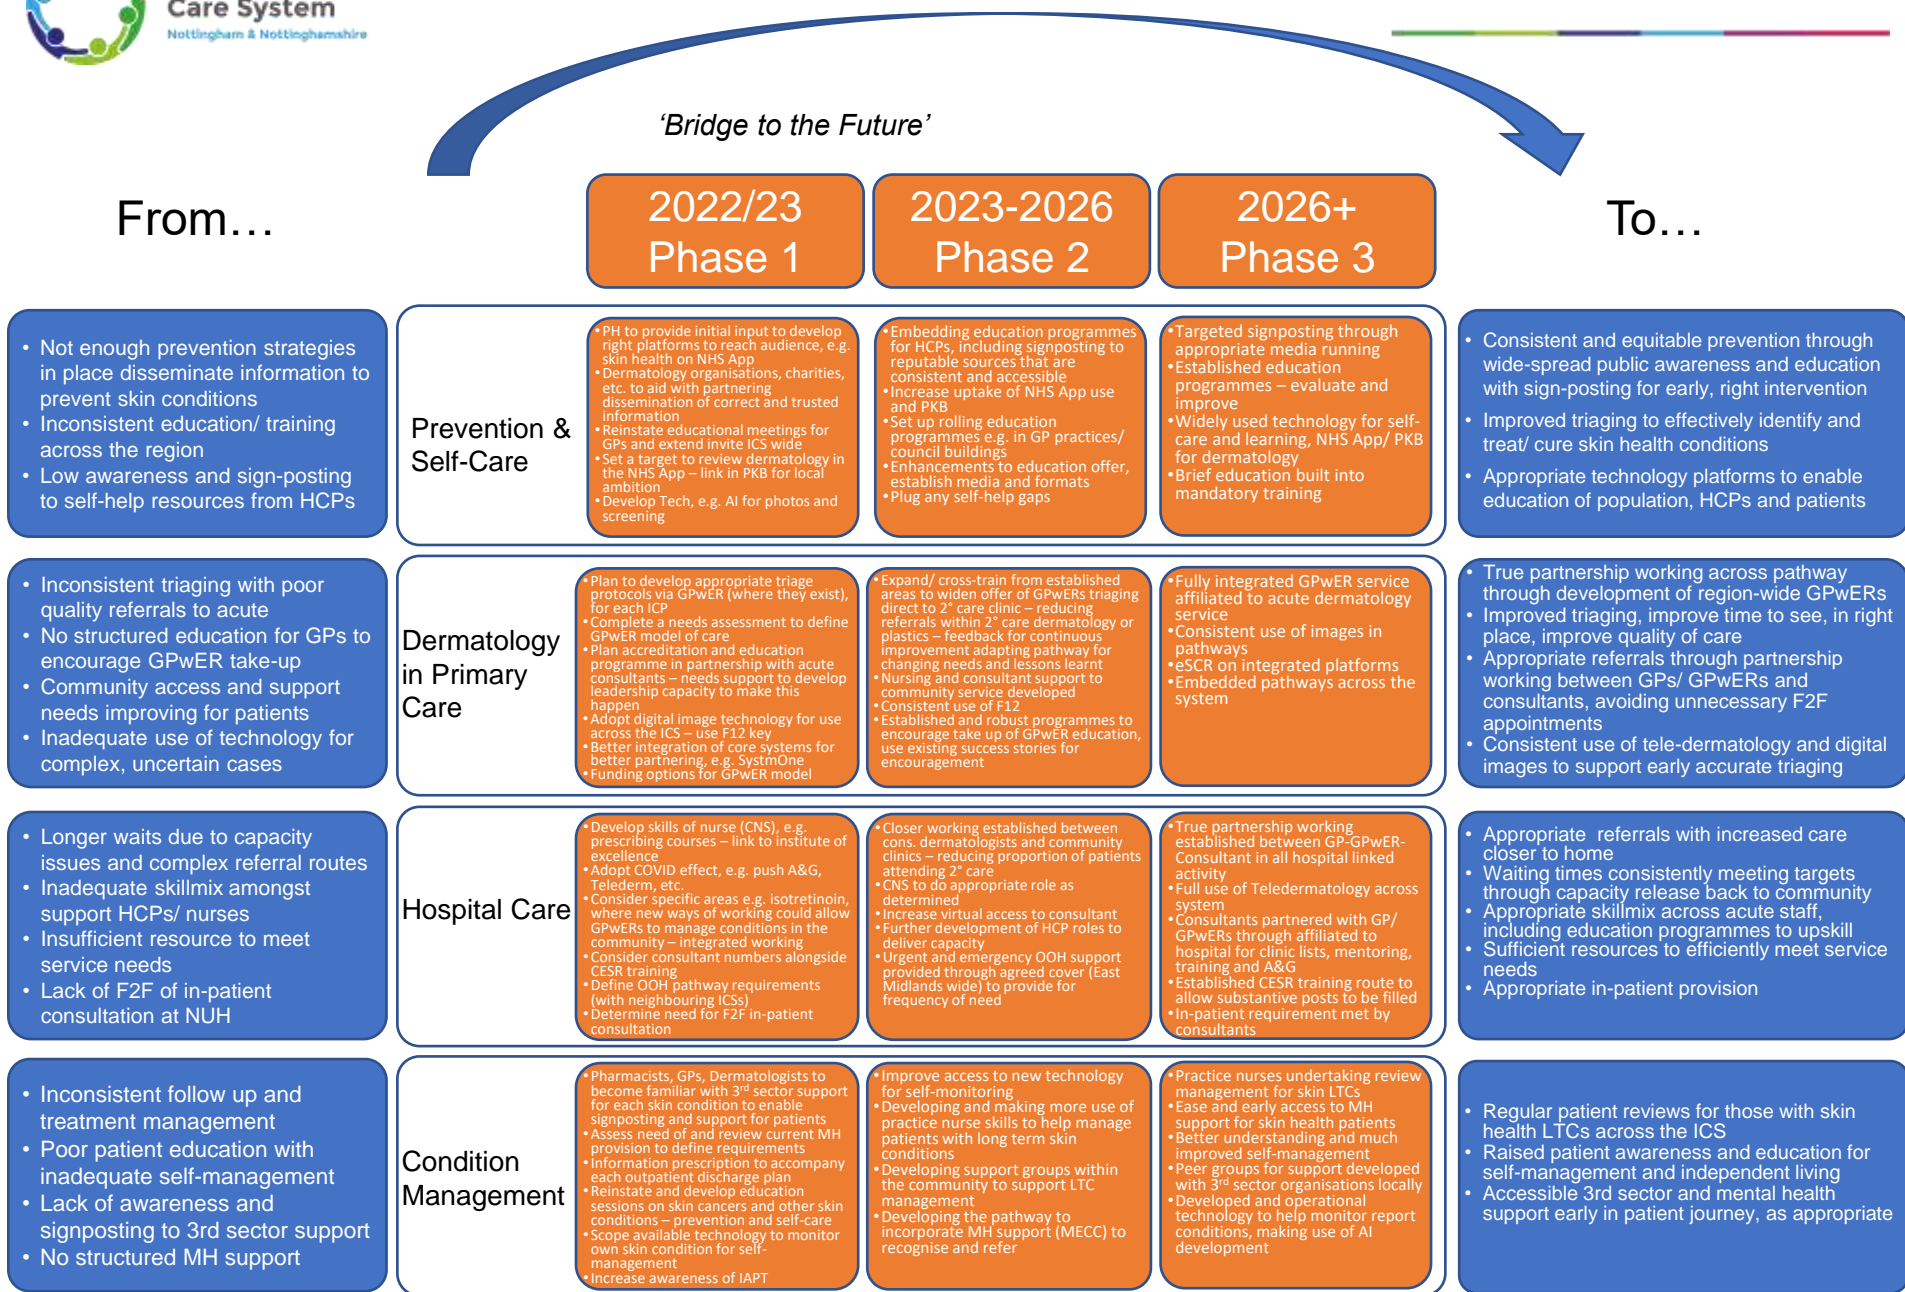 Care System
Nottingham & Nottinghamshire
‘Bridge to the Future’
From…
2022/23
Phase 1
2023-2026
Phase 2
2026+
Phase 3
To…
• Not enough prevention strategies
in place disseminate information to
prevent skin conditions
• Inconsistent education/ training
across the region
• Low awareness and sign-posting
to self-help resources from HCPs
Prevention &
Self-Care
• PH to provide initial input to develop
right platforms to reach audience, e.g.
skin health on NHS App
• Dermatology organisations, charities,
etc. to aid with partnering
dissemination of correct and trusted
information
• Reinstate educational meetings for
GPs and extend invite ICS wide
• Set a target to review dermatology in
the NHS App – link in PKB for local
ambition
• Develop Tech, e.g. AI for photos and
screening
• Embedding education programmes
for HCPs, including signposting to
reputable sources that are
consistent and accessible
• Increase uptake of NHS App use
and PKB
• Set up rolling education
programmes e.g. in GP practices/
council buildings
• Enhancements to education offer,
establish media and formats
• Plug any self-help gaps
• Targeted signposting through
appropriate media running
• Established education
programmes – evaluate and
improve
• Widely used technology for self-
care and learning, NHS App/ PKB
for dermatology
• Brief education built into
mandatory training
• Consistent and equitable prevention through
wide-spread public awareness and education
with sign-posting for early, right intervention
• Improved triaging to effectively identify and
treat/ cure skin health conditions
• Appropriate technology platforms to enable
education of population, HCPs and patients
• Inconsistent triaging with poor
quality referrals to acute
• No structured education for GPs to
encourage GPwER take-up
• Community access and support
needs improving for patients
• Inadequate use of technology for
complex, uncertain cases
Dermatology
in Primary
Care
• Plan to develop appropriate triage
protocols via GPwER (where they exist),
for each ICP
• Complete a needs assessment to define
GPwER model of care
• Plan accreditation and education
programme in partnership with acute
consultants – needs support to develop
leadership capacity to make this
happen
• Adopt digital image technology for use
across the ICS – use F12 key
• Better integration of core systems for
better partnering, e.g. SystmOne
• Funding options for GPwER model
• Expand/ cross-train from established
areas to widen offer of GPwERs triaging
direct to 2° care clinic – reducing
referrals within 2° care dermatology or
plastics – feedback for continuous
improvement adapting pathway for
changing needs and lessons learnt
• Nursing and consultant support to
community service developed
• Consistent use of F12
• Established and robust programmes to
encourage take up of GPwER education,
use existing success stories for
encouragement
• Fully integrated GPwER service
affiliated to acute dermatology
service
• Consistent use of images in
pathways
• eSCR on integrated platforms
• Embedded pathways across the
system
• True partnership working across pathway
through development of region-wide GPwERs
• Improved triaging, improve time to see, in right
place, improve quality of care
• Appropriate referrals through partnership
working between GPs/ GPwERs and
consultants, avoiding unnecessary F2F
appointments
• Consistent use of tele-dermatology and digital
images to support early accurate triaging
• Longer waits due to capacity
issues and complex referral routes
• Inadequate skillmix amongst
support HCPs/ nurses
• Insufficient resource to meet
service needs
• Lack of F2F of in-patient
consultation at NUH
Hospital Care
• Develop skills of nurse (CNS), e.g.
prescribing courses – link to institute of
excellence
• Adopt COVID effect, e.g. push A&G,
Telederm, etc.
• Consider specific areas e.g. isotretinoin,
where new ways of working could allow
GPwERs to manage conditions in the
community – integrated working
• Consider consultant numbers alongside
CESR training
• Define OOH pathway requirements
(with neighbouring ICSs)
• Determine need for F2F in-patient
consultation
• Closer working established between
cons. dermatologists and community
clinics – reducing proportion of patients
attending 2° care
• CNS to do appropriate role as
determined
• Increase virtual access to consultant
• Further development of HCP roles to
deliver capacity
• Urgent and emergency OOH support
provided through agreed cover (East
Midlands wide) to provide for
frequency of need
• True partnership working
established between GP-GPwER-
Consultant in all hospital linked
activity
• Full use of Teledermatology across
system
• Consultants partnered with GP/
GPwERs through affiliated to
hospital for clinic lists, mentoring,
training and A&G
• Established CESR training route to
allow substantive posts to be filled
• In-patient requirement met by
consultants
• Appropriate referrals with increased care
closer to home
• Waiting times consistently meeting targets
through capacity release back to community
• Appropriate skillmix across acute staff,
including education programmes to upskill
• Sufficient resources to efficiently meet service
needs
• Appropriate in-patient provision
• Inconsistent follow up and
treatment management
• Poor patient education with
inadequate self-management
• Lack of awareness and
signposting to 3rd sector support
• No structured MH support
Condition
Management
• Pharmacists, GPs, Dermatologists to
become familiar with 3rd sector support
for each skin condition to enable
signposting and support for patients
• Assess need of and review current MH
provision to define requirements
• Information prescription to accompany
each outpatient discharge plan
• Reinstate and develop education
sessions on skin cancers and other skin
conditions – prevention and self-care
• Scope available technology to monitor
own skin condition for self-
management
• Increase awareness of IAPT
• Improve access to new technology
for self-monitoring
• Developing and making more use of
practice nurse skills to help manage
patients with long term skin
conditions
• Developing support groups within
the community to support LTC
management
• Developing the pathway to
incorporate MH support (MECC) to
recognise and refer
• Practice nurses undertaking review
management for skin LTCs
• Ease and early access to MH
support for skin health patients
• Better understanding and much
improved self-management
• Peer groups for support developed
with 3rd sector organisations locally
• Developed and operational
technology to help monitor report
conditions, making use of AI
development
• Regular patient reviews for those with skin
health LTCs across the ICS
• Raised patient awareness and education for
self-management and independent living
• Accessible 3rd sector and mental health
support early in patient journey, as appropriate